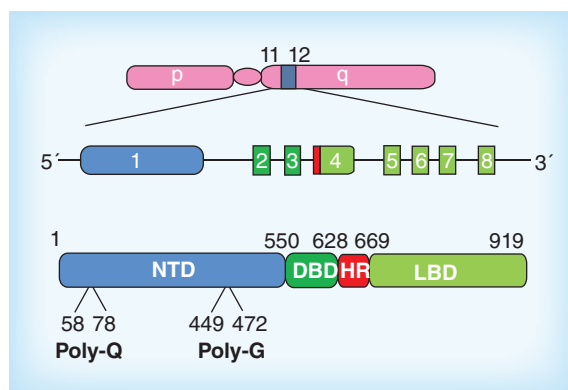 11 12
p q
5´ 1 2 3 4 5 6 7 8 3´
1 550 628 669 919
NTD DBD HR LBD
58 78 449 472
Poly-Q Poly-G